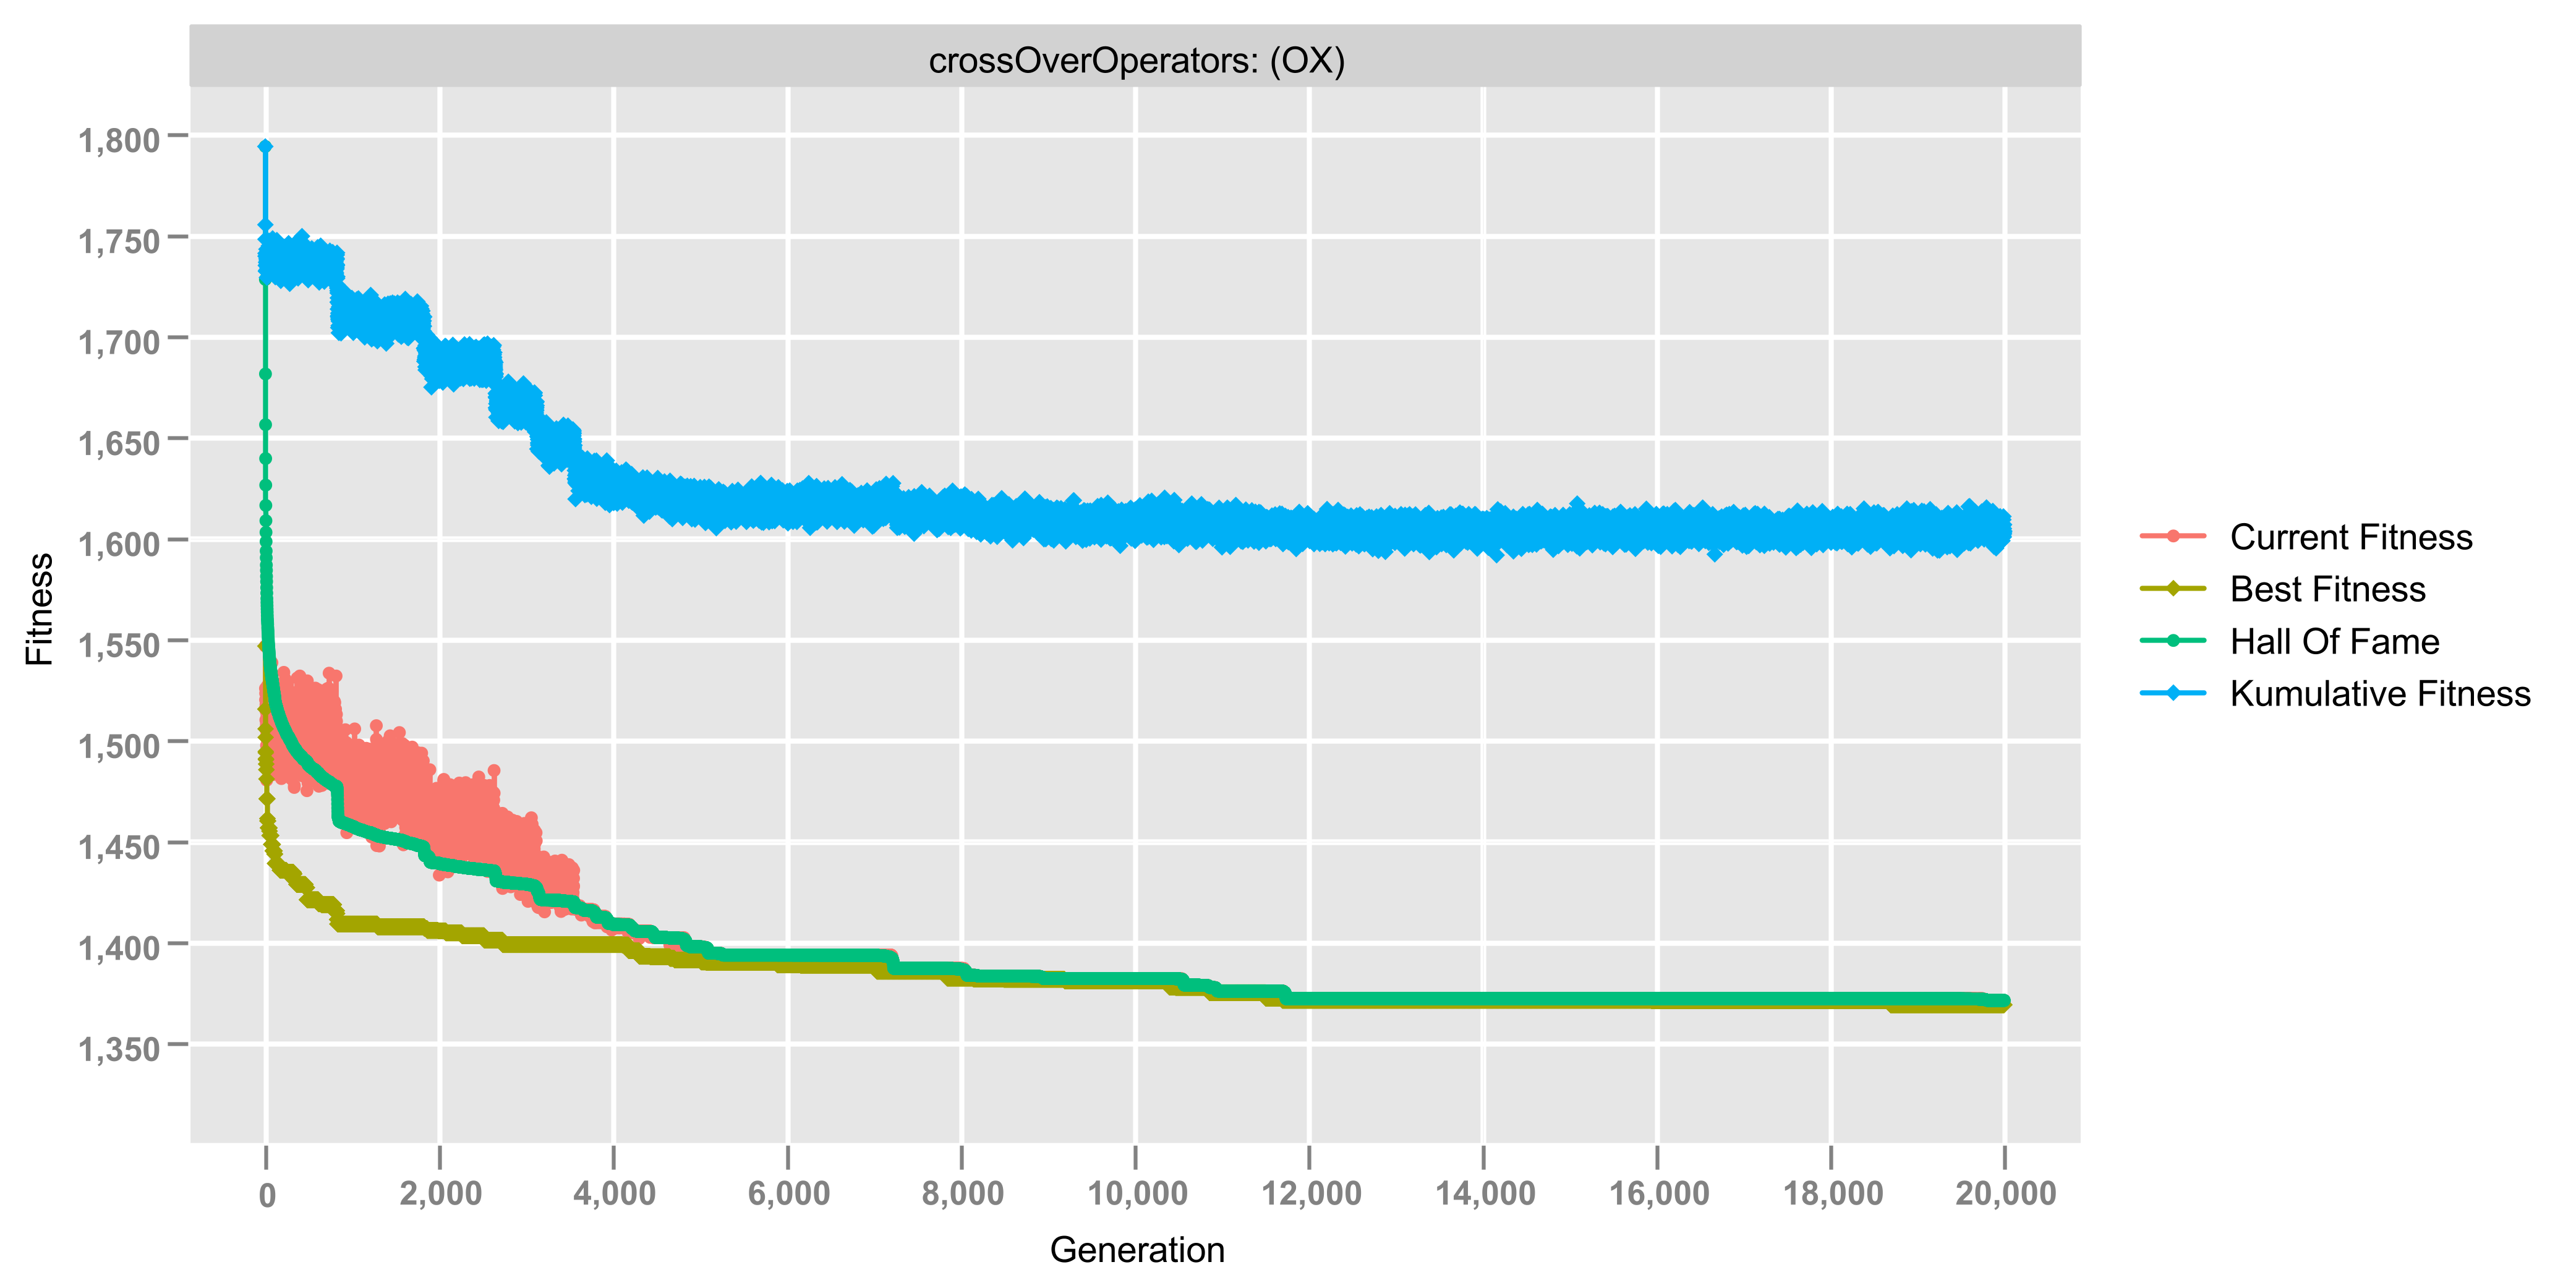 crossOverOperators: (OX)
1,800
1,750
1,700
1,650
1,600
1,550
1,500
1,450
1,400
1,350
Fitness
0 2,000 4,000 6,000 8,000 10,000 12,000 14,000 16,000 18,000 20,000
Generation
Current Fitness
Best Fitness
Hall Of Fame
Kumulative Fitness